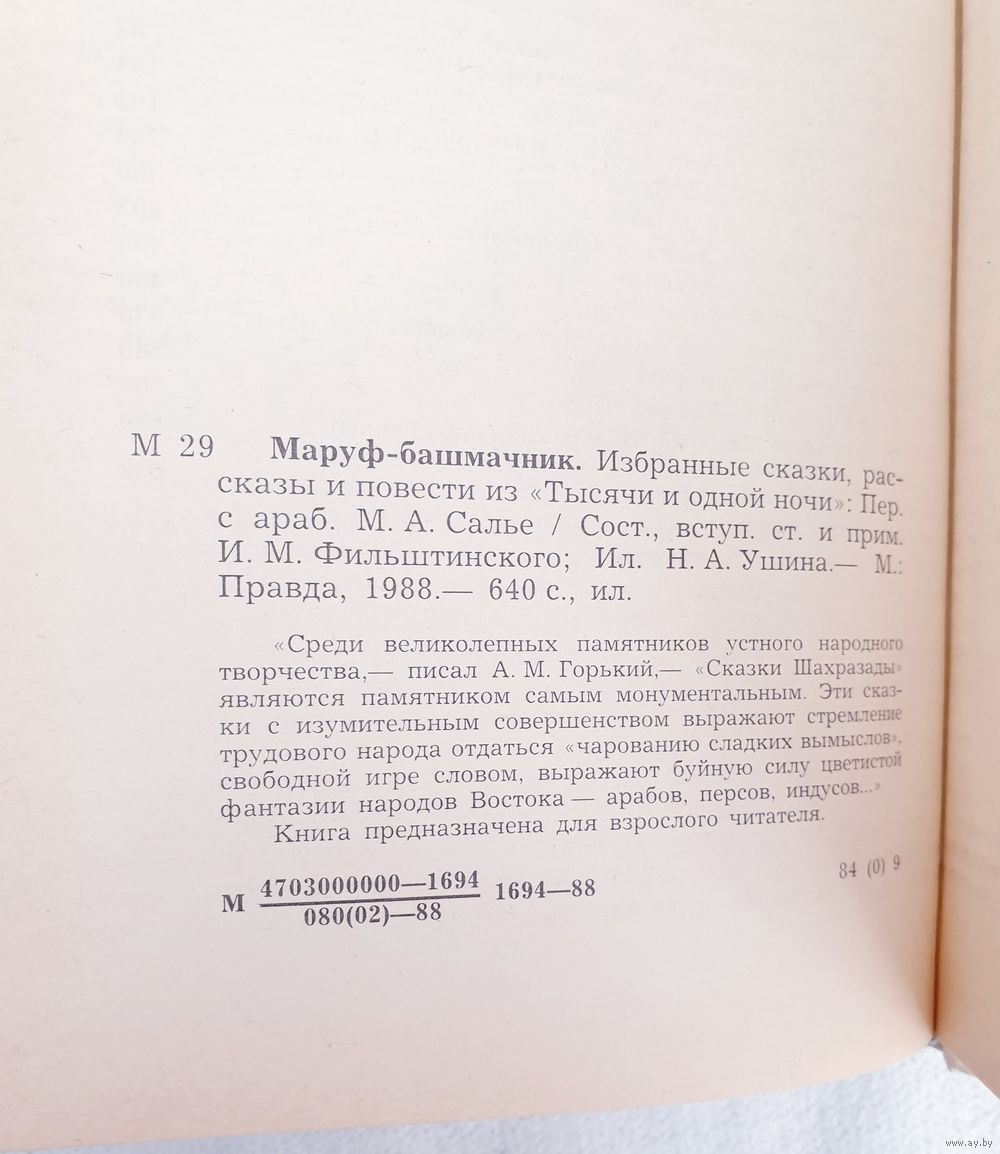 М 29 Маруф-башмачник. Избранные сказки, рас-
сказы и повести из «Тысячи и одной ночи»: Пер.
с араб. М. А. Салье / Сост., вступ. ст. и прим.
И. М. Фильштинского; Ил. Н. А. Ушина.— М.:
Правда, 1988.— 640 с., ил.
«Среди великолепных памятников устного народного
творчества,— писал А. М. Горький,— «Сказки Шахразады»
являются памятником самым монументальным. Эти сказ-
ки с изумительным совершенством выражают стремление
трудового народа отдаться «чарованию сладких вымыслов»,
свободной игре словом, выражают буйную силу цветистой
фантазии народов Востока — арабов, персов, индусов...»
Книга предназначена для взрослого читателя.
84 (0) 9
М 4703000000—1694 1694—88
080(02)—88
www.ay.by